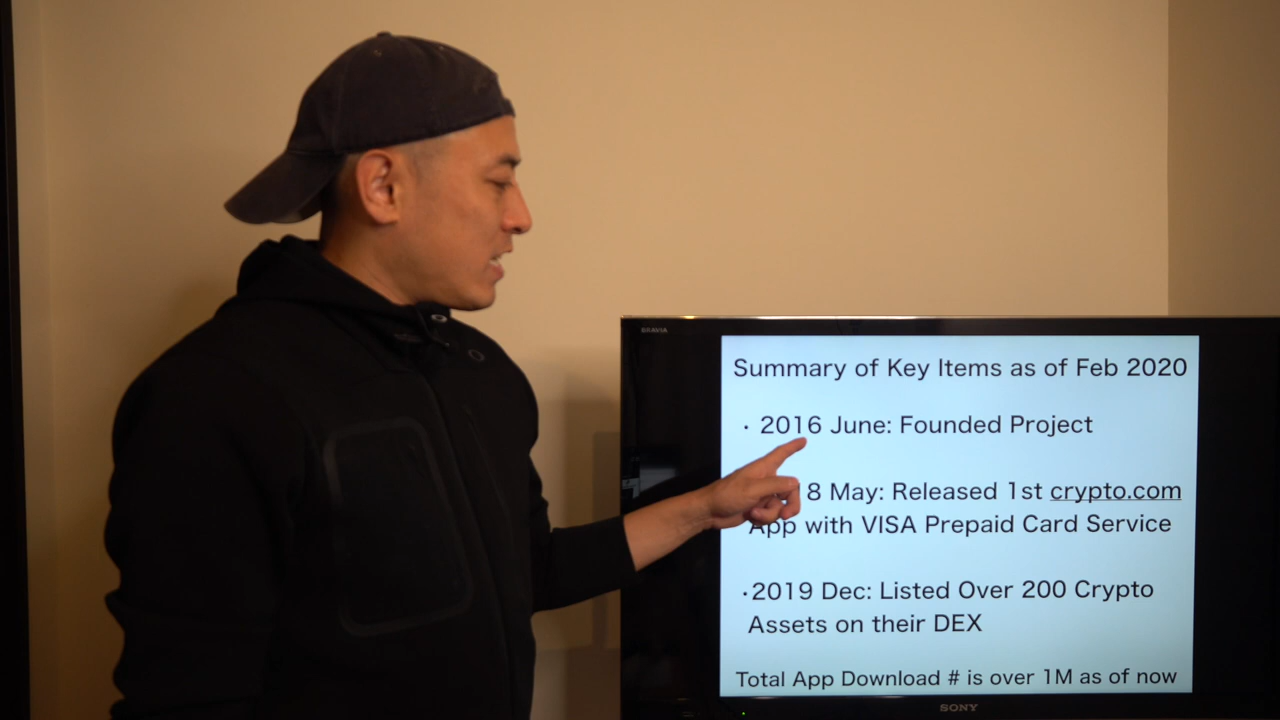 BRAVIA
Summary of Key Items as of Feb 2020
· 2016 June: Founded Project
8 May: Released 1st crypto.com
App with VISA Prepaid Card Service
·2019 Dec: Listed Over 200 Crypto
Assets on their DEX
Total App Download # is over 1M as of now
SONY